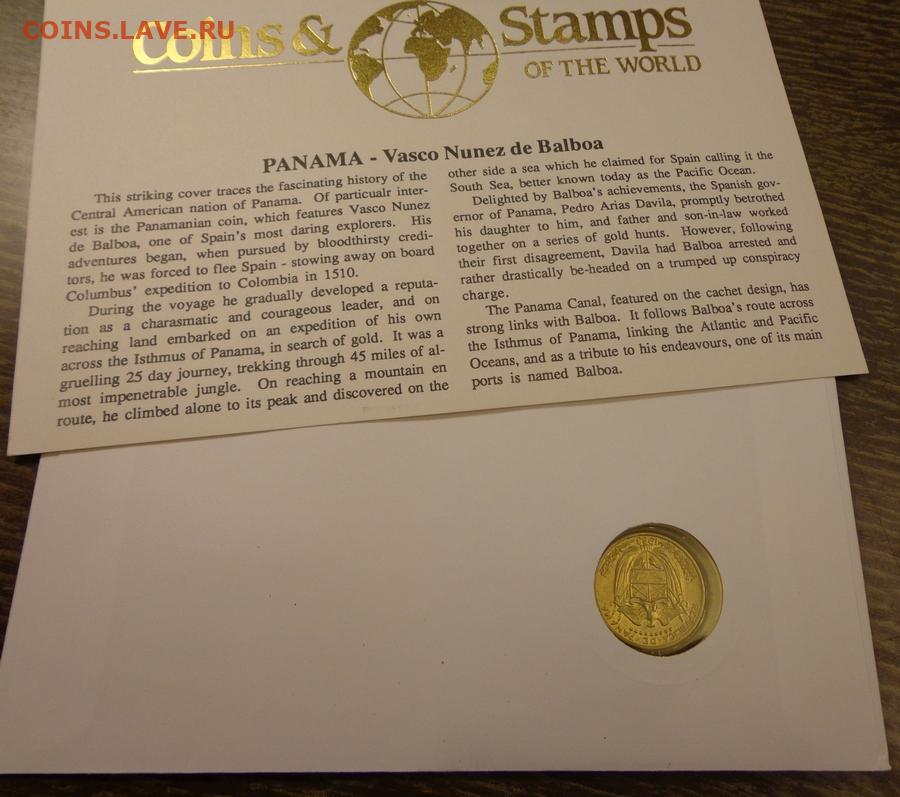 COINS.LAVE.RU
Coins & Stamps
OF THE WORLD
PANAMA - Vasco Nunez de Balboa
This striking cover traces the fascinating history of the
Central American nation of Panama. Of particualr inter-
est is the Panamanian coin, which features Vasco Nunez
de Balboa, one of Spain's most daring explorers. His
adventures began, when pursued by bloodthirsty credi-
tors, he was forced to flee Spain - stowing away on board
Columbus' expedition to Colombia in 1510.
During the voyage he gradually developed a reputa-
tion as a charasmatic and courageous leader, and on
reaching land embarked on an expedition of his own
across the Isthmus of Panama, in search of gold. It was a
gruelling 25 day journey, trekking through 45 miles of al-
most impenetrable jungle. On reaching a mountain en
route, he climbed alone to its peak and discovered on the
other side a sea which he claimed for Spain calling it the
South Sea, better known today as the Pacific Ocean.
Delighted by Balboa's achievements, the Spanish gov-
ernor of Panama, Pedro Arias Davila, promptly betrothed
his daughter to him, and father and son-in-law worked
together on a series of gold hunts. However, following
their first disagreement, Davila had Balboa arrested and
rather drastically be-headed on a trumped up conspiracy
charge.
The Panama Canal, featured on the cachet design, has
strong links with Balboa. It follows Balboa's route across
the Isthmus of Panama, linking the Atlantic and Pacific
Oceans, and as a tribute to his endeavours, one of its main
ports is named Balboa.